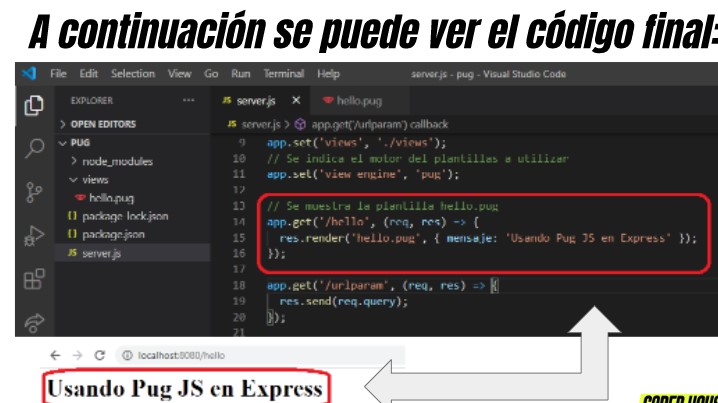 A continuación se puede ver el código final:
File Edit Selection View Go Run Terminal Help
server.js - pug - Visual Studio Code
EXPLORER ...
OPEN EDITORS
PUG
node_modules
views
hello.pug
package-lock.json
package.json
server.js
JS server.js X hello.pug
JS server.js > app.get('/urlparam') callback
9 app.set('views', './views');
10 // Se indica el motor del plantillas a utilizar
11 app.set('view engine', 'pug');
12
13 // Se muestra la plantilla hello.pug
14 app.get('/hello', (req, res) => {
15 res.render('hello.pug', { mensaje: 'Usando Pug JS en Express' });
16 });
17
18 app.get('/urlparam', (req, res) => {
19 res.send(req.query);
20 });
21
localhost:8080/hello
Usando Pug JS en Express